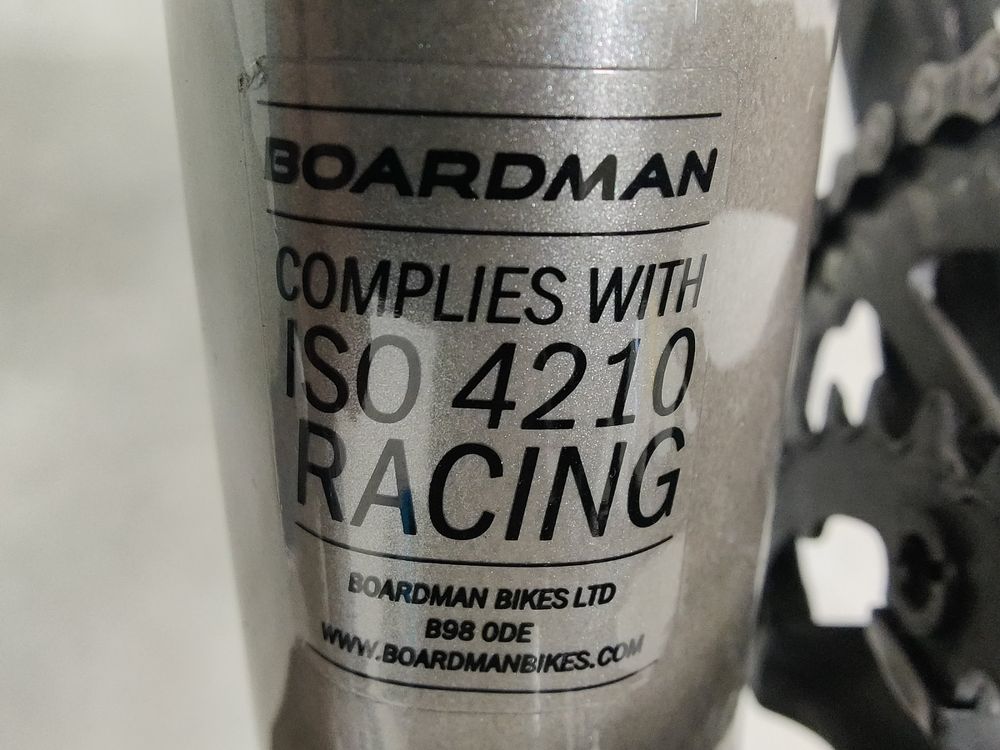 BOARDMAN
COMPLIES WITH
ISO 4210
RACING
BOARDMAN BIKES LTD
B98 0DE
WWW.BOARDMANBIKES.COM